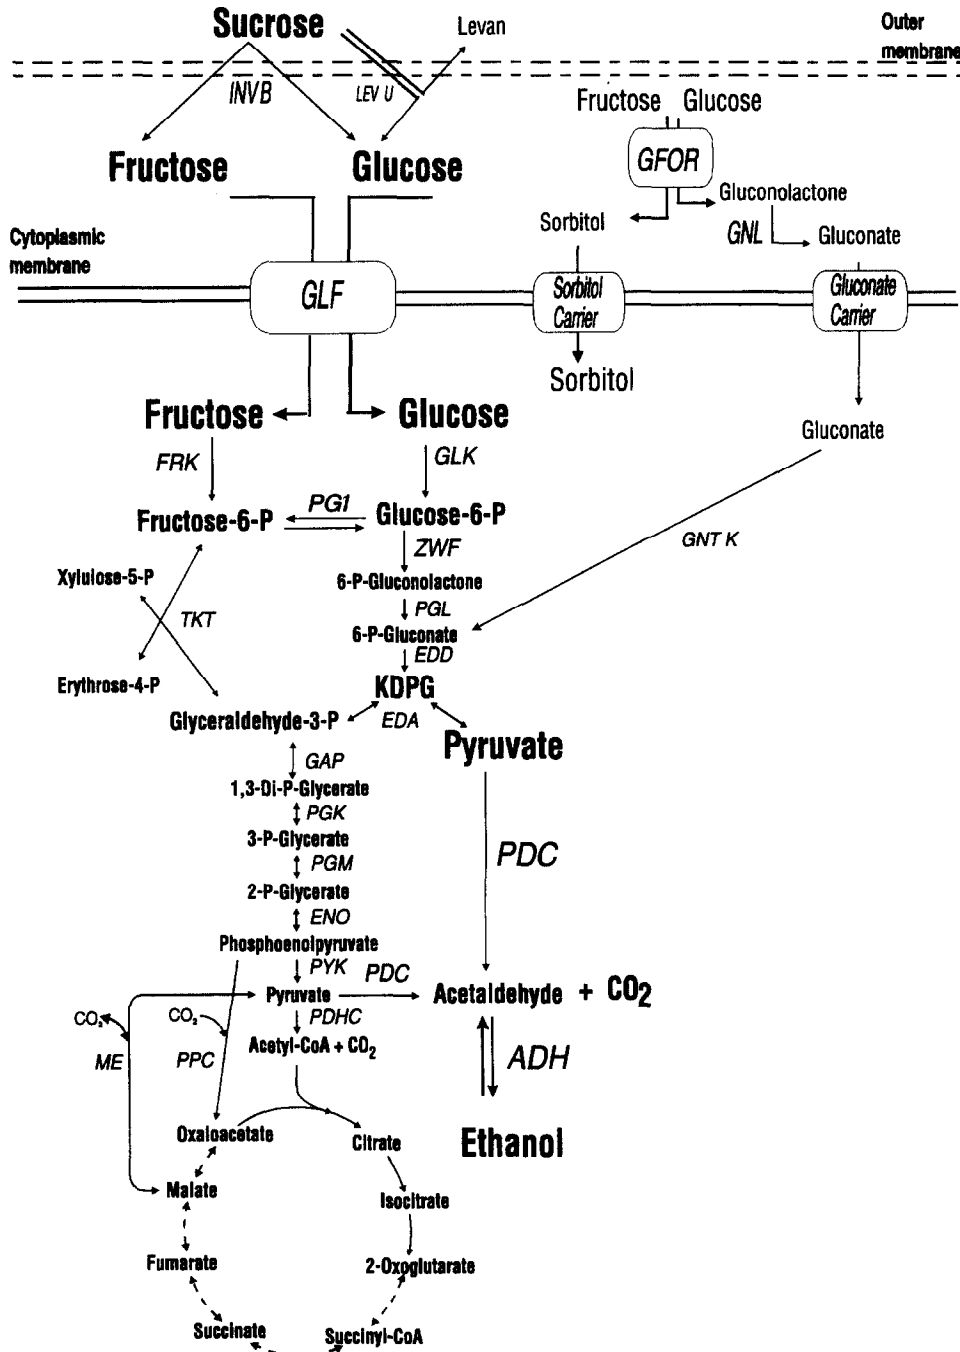 Sucrose
Levan
Outer
membrane
INVB
LEV U
Fructose
Glucose
Fructose
Glucose
GFOR
Gluconolactone
Sorbitol
GNL
Gluconate
Cytoplasmic
membrane
GLF
Sorbitol
Carrier
Gluconate
Carrier
Sorbitol
Fructose
Glucose
Gluconate
FRK
GLK
Fructose-6-P
PG1
Glucose-6-P
ZWF
GNT K
Xylulose-5-P
6-P-Gluconolactone
TKT
PGL
6-P-Gluconate
EDD
Erythrose-4-P
KDPG
Glyceraldehyde-3-P
EDA
Pyruvate
GAP
1,3-Di-P-Glycerate
PGK
3-P-Glycerate
PGM
PDC
2-P-Glycerate
ENO
Phosphoenolpyruvate
PYK
PDC
Pyruvate
Acetaldehyde + CO₂
CO₂
CO₂
PDHC
ME
PPC
Acetyl-CoA + CO₂
ADH
Oxaloacetate
Citrate
Ethanol
Malate
Isocitrate
Fumarate
2-Oxoglutarate
Succinate
Succinyl-CoA